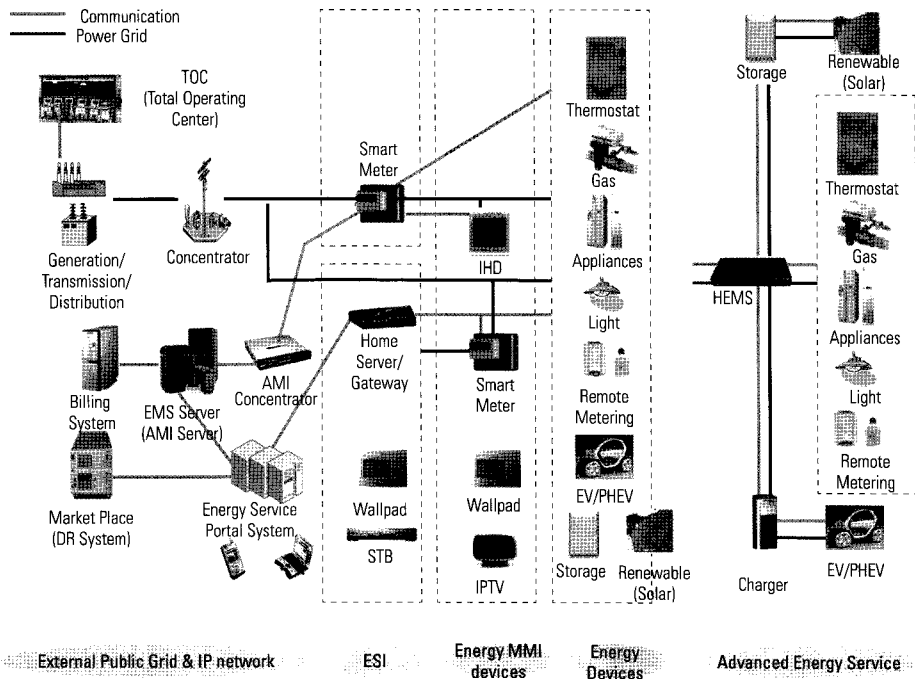 Communication
Power Grid
TOC
(Total Operating
Center)
Generation/
Transmission/
Distribution
Concentrator
Billing
System
EMS Server
(AMI Server)
AMI
Concentrator
Market Place
(DR System)
Energy Service
Portal System
Smart
Meter
Home
Server/
Gateway
Wallpad
STB
IHD
Smart
Meter
Wallpad
IPTV
Thermostat
Gas
Appliances
Light
Remote
Metering
EV/PHEV
Storage
Renewable
(Solar)
Storage
Renewable
(Solar)
HEMS
Thermostat
Gas
Appliances
Light
Remote
Metering
Charger
EV/PHEV
External Public Grid & IP network
ESI
Energy MMI
devices
Energy
Devices
Advanced Energy Service